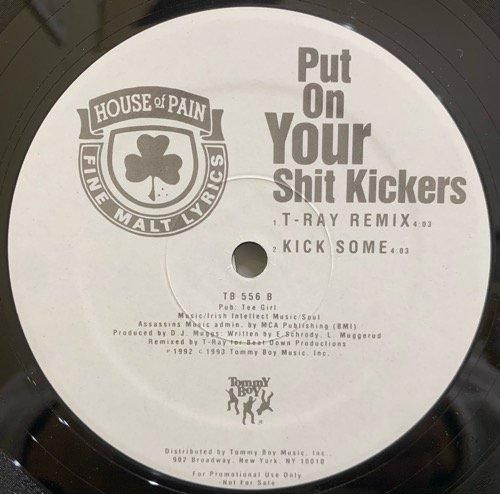 HOUSE of PAIN
FINE MALT LYRICS
Put
On
Your
Shit Kickers
1. T-RAY REMIX 4:03
2. KICK SOME 4:03
TB 556 B
Pub: Tee Girl
Music/Irish Intellect Music/Soul
Assassins Music admin. by MCA Publishing (BMI)
Produced by D.J. Muggs; Written by E.Schrody, L. Muggerud
Remixed by T-Ray for Beat Down Productions
℗ 1992 © 1993 Tommy Boy Music, Inc.
Tommy
Boy
®
Distributed by Tommy Boy Music, Inc.,
902 Broadway, New York, NY 10010
For Promotional Use Only
Not For Sale